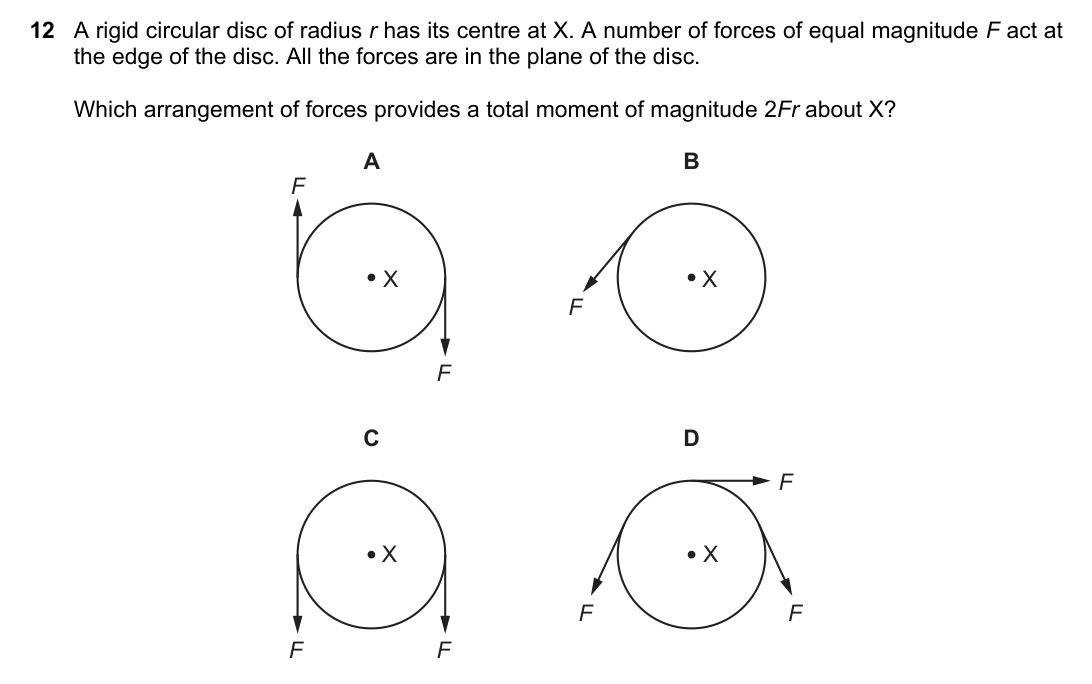 12 A rigid circular disc of radius r has its centre at X. A number of forces of equal magnitude F act at
the edge of the disc. All the forces are in the plane of the disc.
Which arrangement of forces provides a total moment of magnitude 2Fr about X?
A
F
X
F
B
X
F
C
X
F
F
D
F
X
F
F